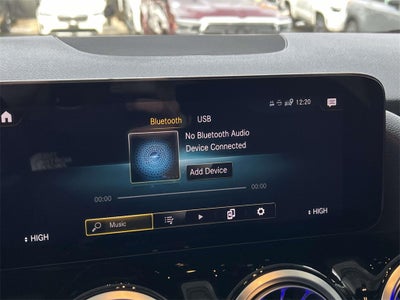 12:20
Bluetooth USB
No Bluetooth Audio
Device Connected
Add Device
00:00 00:00
Music
HIGH HIGH